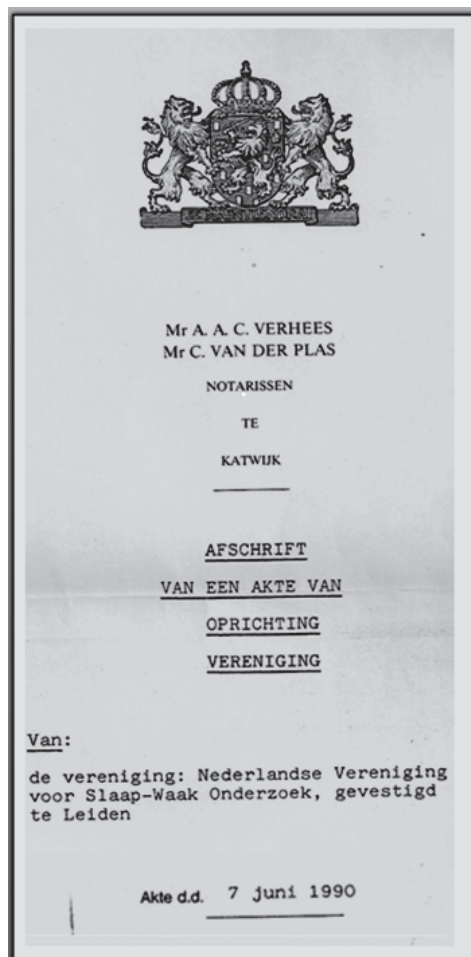 Mr A. A. C. VERHEES
Mr C. VAN DER PLAS
NOTARISSEN
TE
KATWIJK
AFSCHRIFT
VAN EEN AKTE VAN
OPRICHTING
VERENIGING
Van:
de vereniging: Nederlandse Vereniging
voor Slaap-Waak Onderzoek, gevestigd
te Leiden
Akte d.d. 7 juni 1990